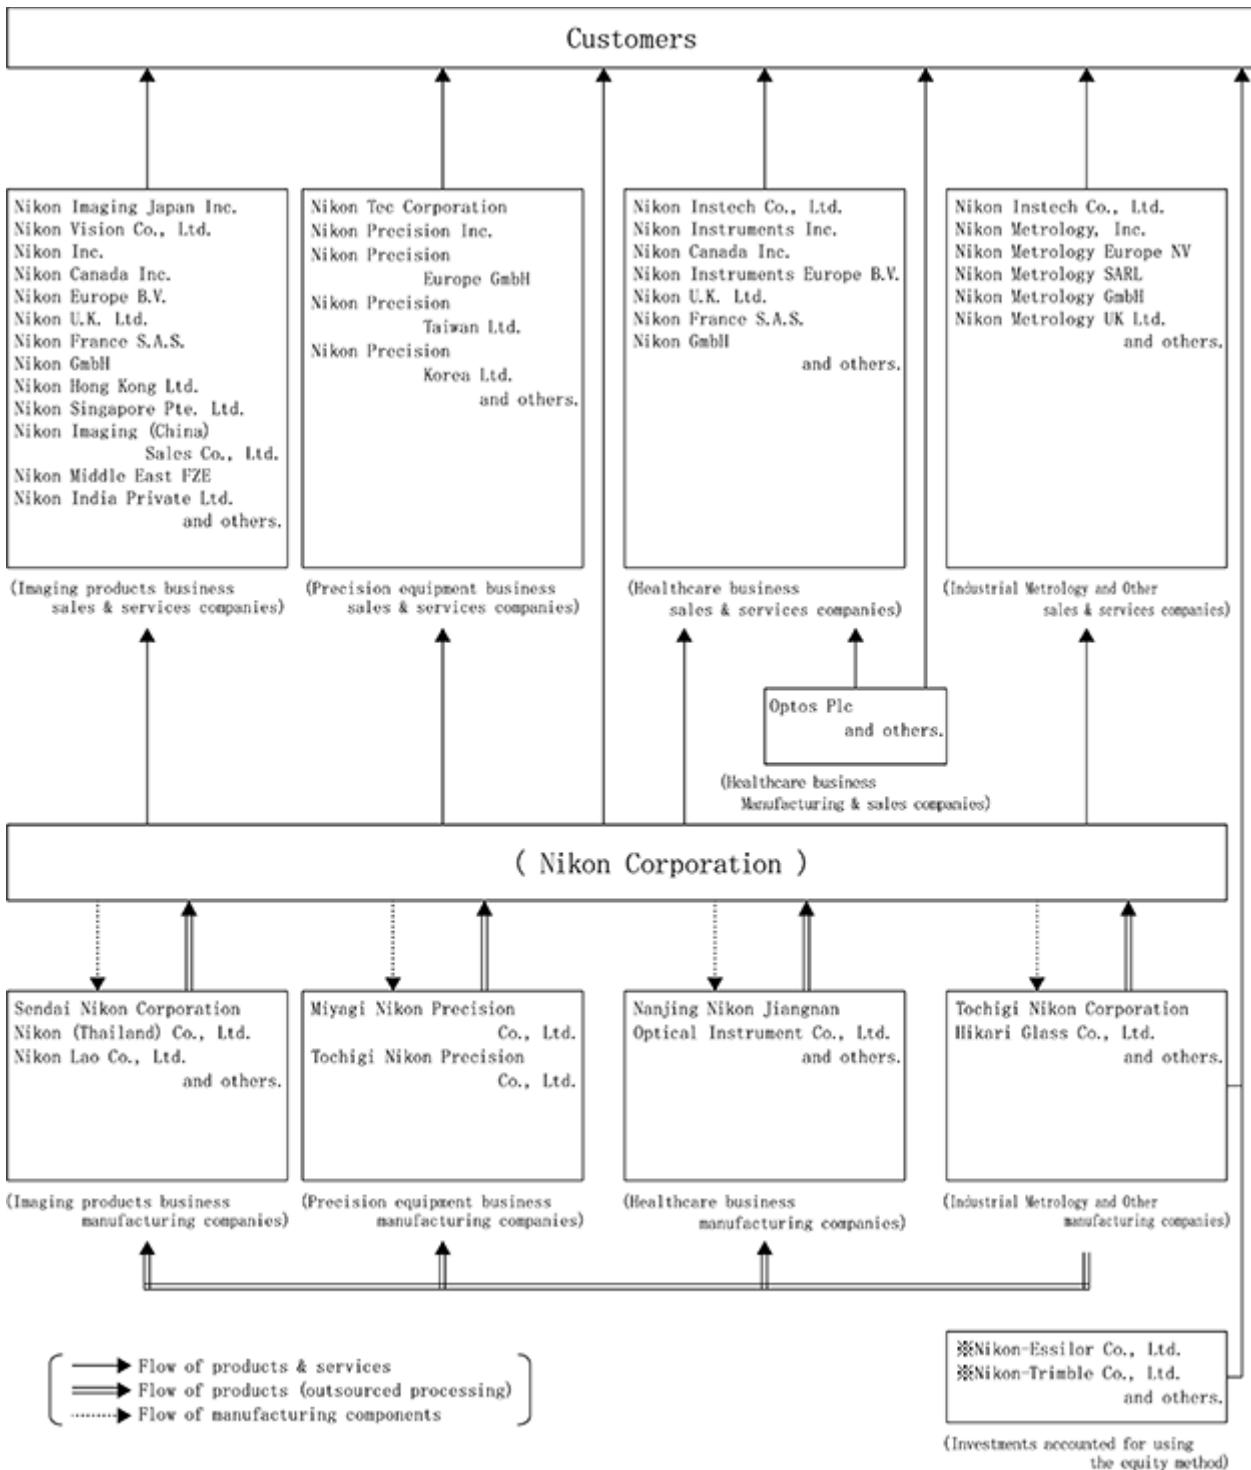 Customers
Nikon Imaging Japan Inc.
Nikon Vision Co., Ltd.
Nikon Inc.
Nikon Canada Inc.
Nikon Europe B.V.
Nikon U.K. Ltd.
Nikon France S.A.S.
Nikon GmbH
Nikon Hong Kong Ltd.
Nikon Singapore Pte. Ltd.
Nikon Imaging (China)
Sales Co., Ltd.
Nikon Middle East FZE
Nikon India Private Ltd.
and others.
(Imaging products business
sales & services companies)
Nikon Tec Corporation
Nikon Precision Inc.
Nikon Precision
Europe GmbH
Nikon Precision
Taiwan Ltd.
Nikon Precision
Korea Ltd.
and others.
(Precision equipment business
sales & services companies)
Nikon Instech Co., Ltd.
Nikon Instruments Inc.
Nikon Canada Inc.
Nikon Instruments Europe B.V.
Nikon U.K. Ltd.
Nikon France S.A.S.
Nikon GmbH
and others.
(Healthcare business
sales & services companies)
Nikon Instech Co., Ltd.
Nikon Metrology, Inc.
Nikon Metrology Europe NV
Nikon Metrology SARL
Nikon Metrology GmbH
Nikon Metrology UK Ltd.
and others.
(Industrial Metrology and Other
sales & services companies)
Optos Plc
and others.
(Healthcare business
Manufacturing & sales companies)
( Nikon Corporation )
Sendai Nikon Corporation
Nikon (Thailand) Co., Ltd.
Nikon Lao Co., Ltd.
and others.
(Imaging products business
manufacturing companies)
Miyagi Nikon Precision
Co., Ltd.
Tochigi Nikon Precision
Co., Ltd.
(Precision equipment business
manufacturing companies)
Nanjing Nikon Jiangnan
Optical Instrument Co., Ltd.
and others.
(Healthcare business
manufacturing companies)
Tochigi Nikon Corporation
Hikari Glass Co., Ltd.
and others.
(Industrial Metrology and Other
manufacturing companies)
Flow of products & services
Flow of products (outsourced processing)
Flow of manufacturing components
※Nikon-Essilor Co., Ltd.
※Nikon-Trimble Co., Ltd.
and others.
(Investments accounted for using
the equity method)